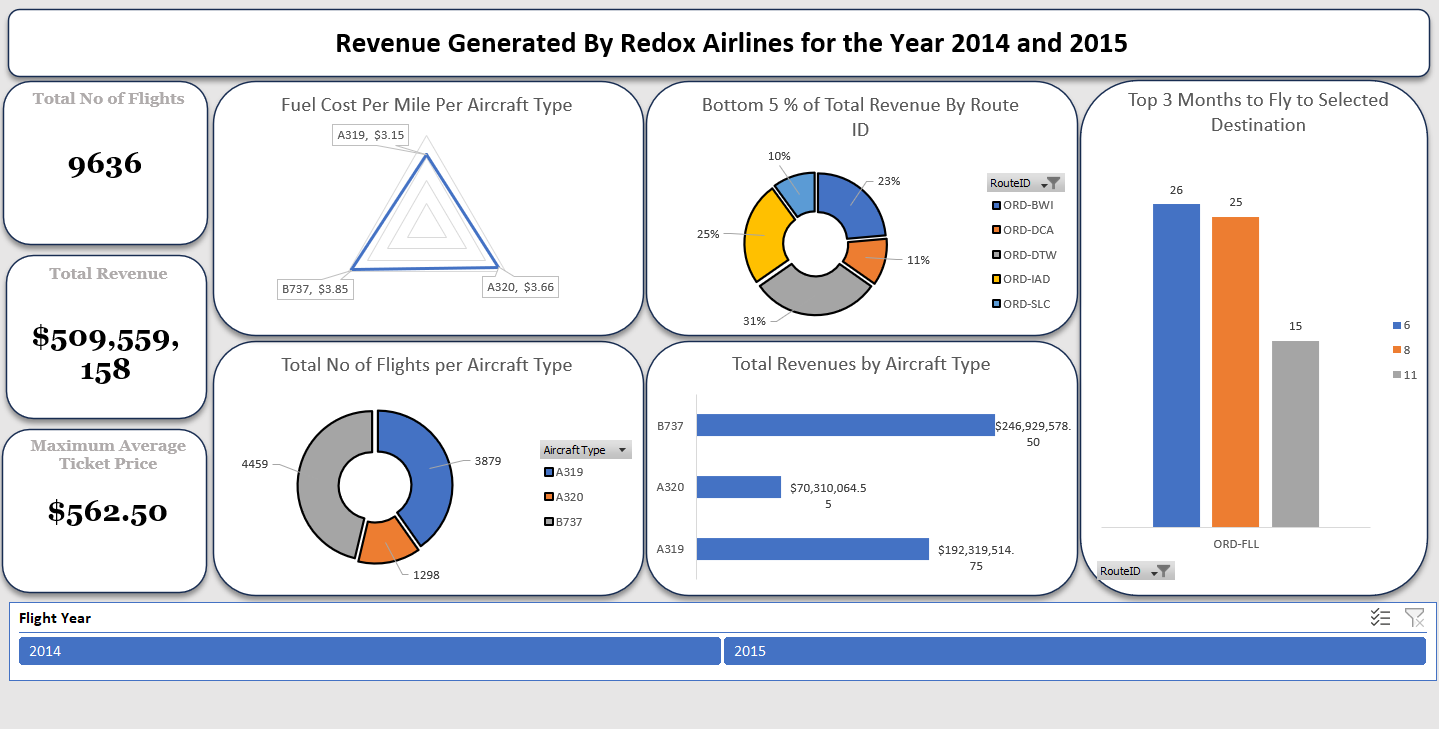 Revenue Generated By Redox Airlines for the Year 2014 and 2015
Total No of Flights
9636
Total Revenue
$509,559,
158
Maximum Average
Ticket Price
$562.50
Fuel Cost Per Mile Per Aircraft Type
A319, $3.15
B737, $3.85
A320, $3.66
Bottom 5 % of Total Revenue By Route
ID
10%
23%
25%
11%
31%
RouteID
ORD-BWI
ORD-DCA
ORD-DTW
ORD-IAD
ORD-SLC
Top 3 Months to Fly to Selected
Destination
26
25
15
6
8
11
ORD-FLL
RouteID
Total No of Flights per Aircraft Type
4459
3879
1298
AircraftType
A319
A320
B737
Total Revenues by Aircraft Type
B737
$246,929,578.
50
A320
$70,310,064.5
5
A319
$192,319,514.
75
Flight Year
2014
2015